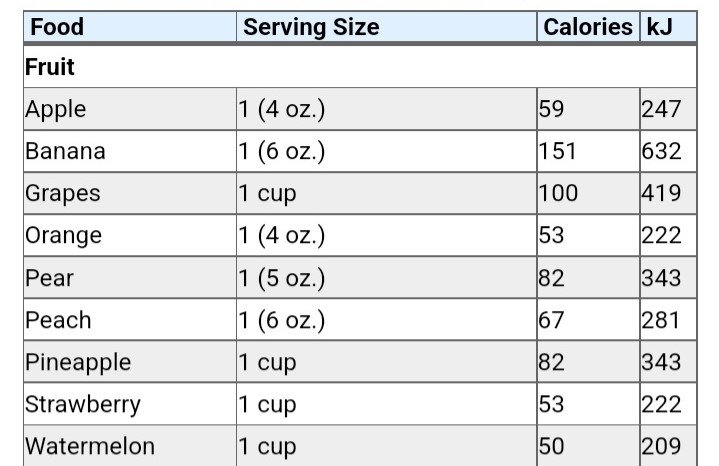 Food Serving Size Calories kJ
Fruit
Apple 1 (4 oz.) 59 247
Banana 1 (6 oz.) 151 632
Grapes 1 cup 100 419
Orange 1 (4 oz.) 53 222
Pear 1 (5 oz.) 82 343
Peach 1 (6 oz.) 67 281
Pineapple 1 cup 82 343
Strawberry 1 cup 53 222
Watermelon 1 cup 50 209